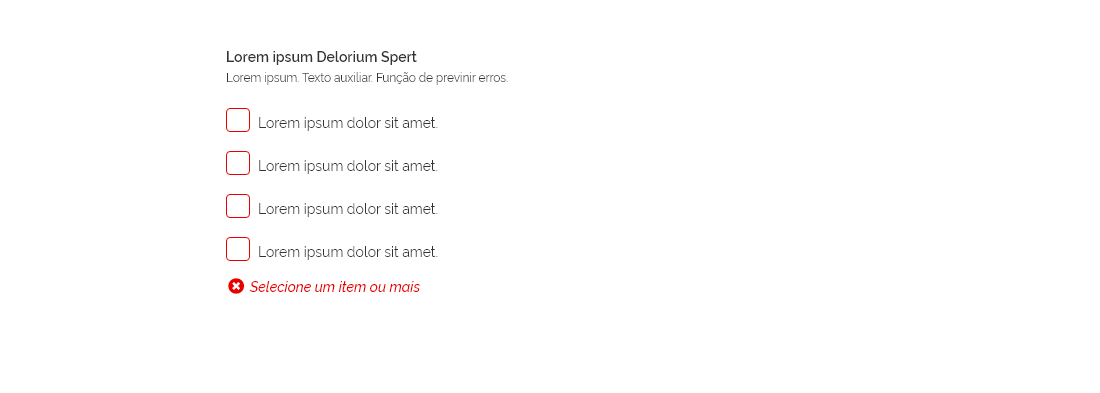 Lorem ipsum Delorium Spert
Lorem ipsum. Texto auxiliar. Função de previnir erros.
Lorem ipsum dolor sit amet.
Lorem ipsum dolor sit amet.
Lorem ipsum dolor sit amet.
Lorem ipsum dolor sit amet.
Selecione um item ou mais